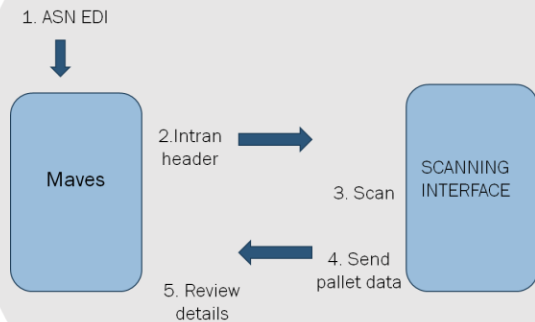 1. ASN EDI
Maves
2.Intran
header
3. Scan
SCANNING
INTERFACE
4. Send
pallet data
5. Review
details